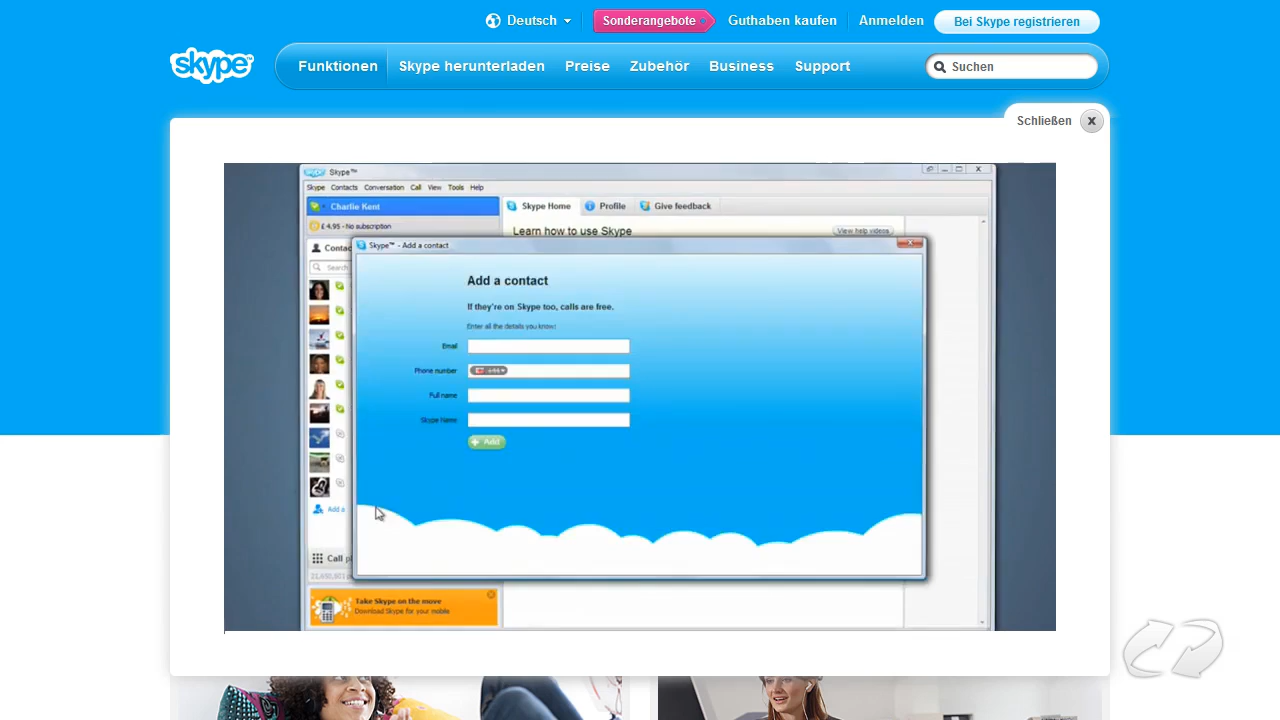 Deutsch
Sonderangebote
Guthaben kaufen
Anmelden
Bei Skype registrieren
skype™
Funktionen
Skype herunterladen
Preise
Zubehör
Business
Support
Suchen
Schließen
Skype™
Skype Contacts Conversation Call View Tools Help
Charlie Kent
Skype Home
Profile
Give feedback
£ 4.95 - No subscription
Learn how to use Skype
View help videos
Skype™ - Add a contact
Search
Add a contact
If they're on Skype too, calls are free.
Enter all the details you know:
Email
Phone number
Full name
Skype Name
Add
Add a
Call
Take Skype on the move
Download Skype for your mobile